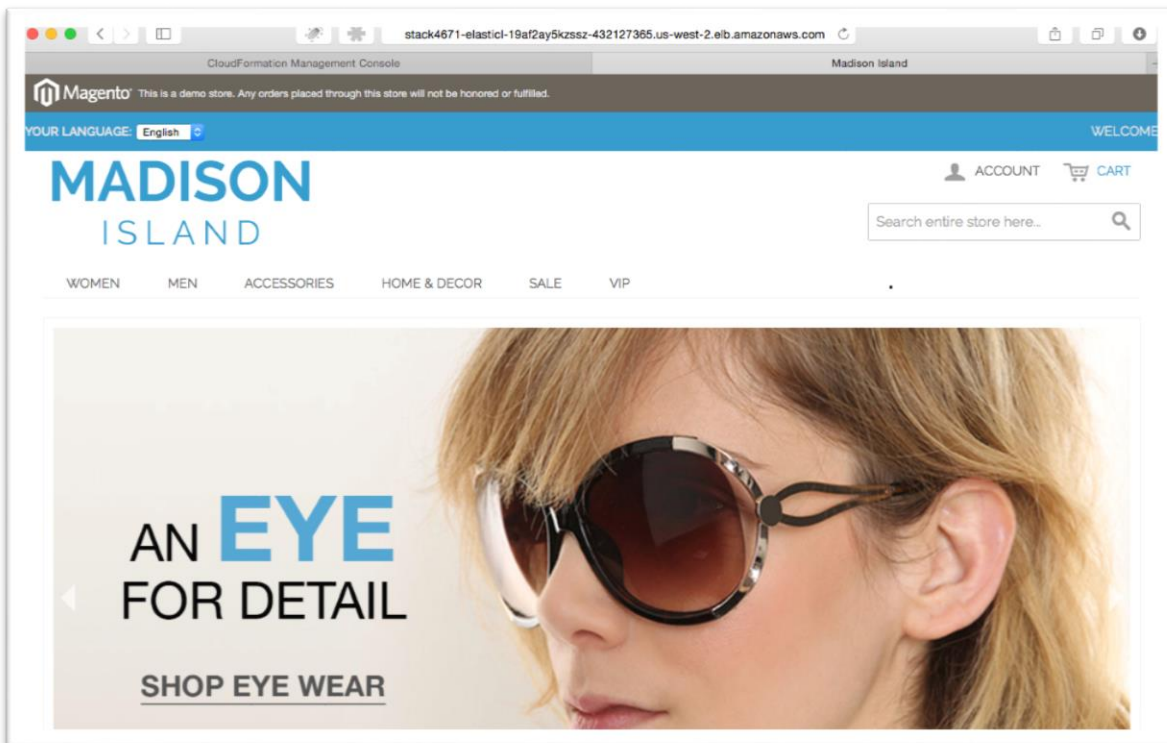 stack4671-elasticl-19af2ay5kzssz-432127365.us-west-2.elb.amazonaws.com
CloudFormation Management Console Madison Island
Magento This is a demo store. Any orders placed through this store will not be honored or fulfilled.
YOUR LANGUAGE: English WELCOME
MADISON
ISLAND
ACCOUNT CART
Search entire store here...
WOMEN MEN ACCESSORIES HOME & DECOR SALE VIP
AN EYE
FOR DETAIL
SHOP EYE WEAR